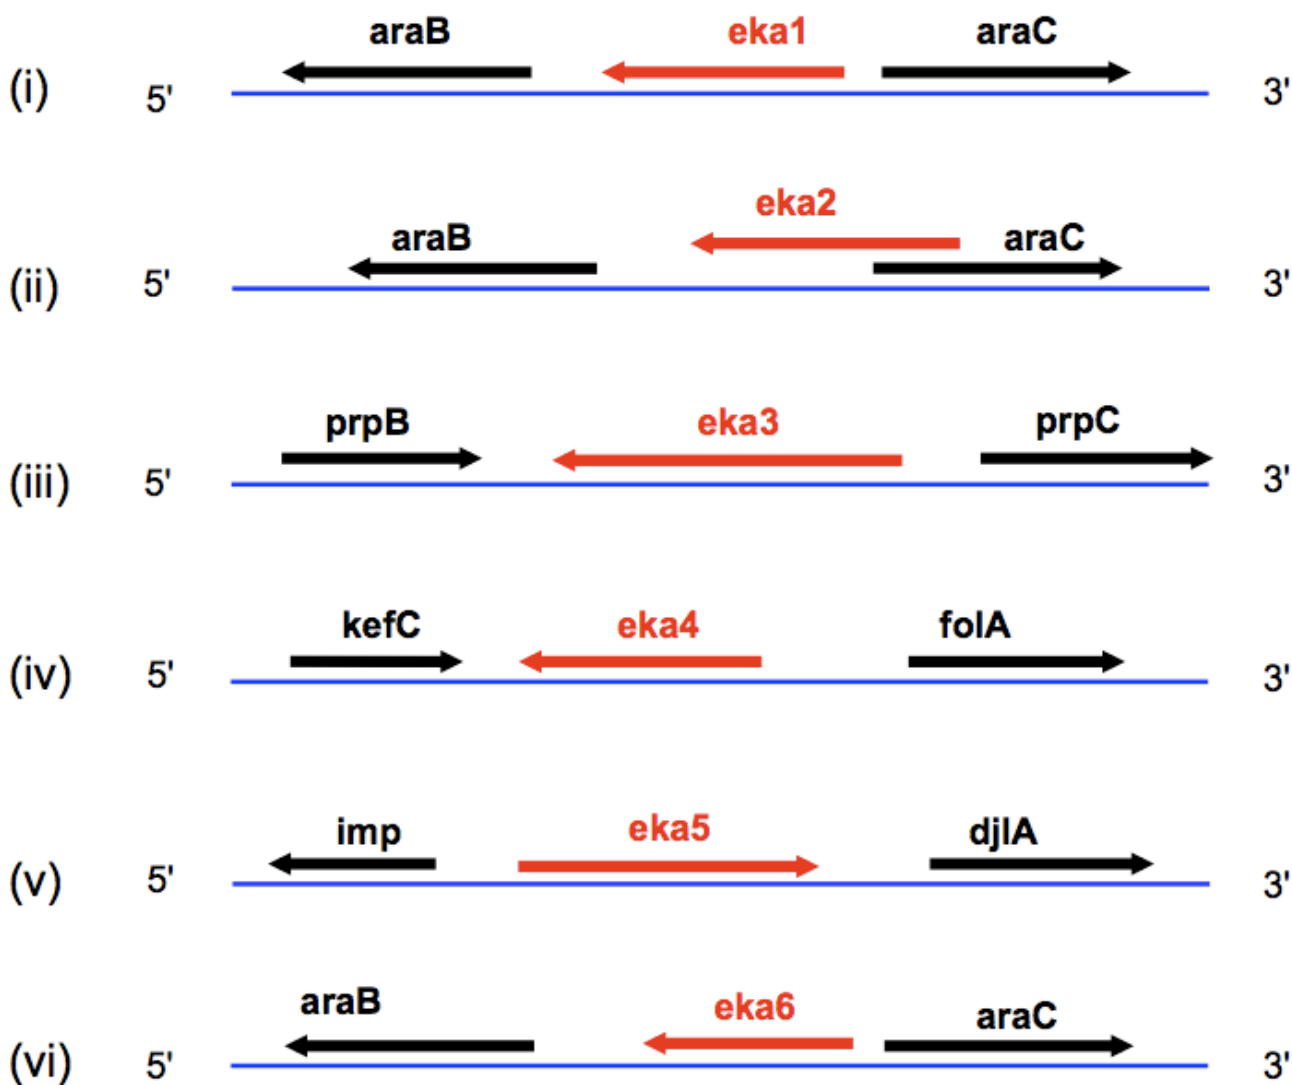 araB eka1 araC
(i) 5' 3'
eka2
araB araC
(ii) 5' 3'
prpB eka3 prpC
(iii) 5' 3'
kefC eka4 folA
(iv) 5' 3'
imp eka5 djlA
(v) 5' 3'
araB eka6 araC
(vi) 5' 3'